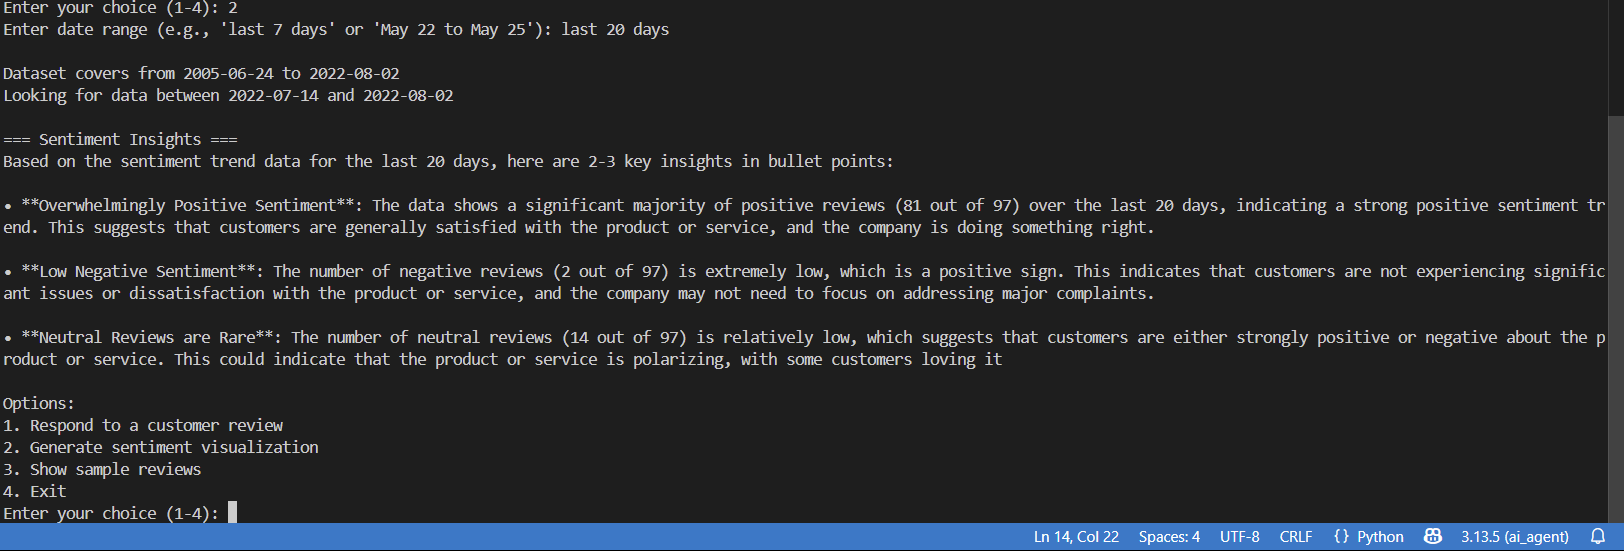 Enter your choice (1-4): 2
Enter date range (e.g., 'last 7 days' or 'May 22 to May 25'): last 20 days
Dataset covers from 2005-06-24 to 2022-08-02
Looking for data between 2022-07-14 and 2022-08-02
=== Sentiment Insights ===
Based on the sentiment trend data for the last 20 days, here are 2-3 key insights in bullet points:
• **Overwhelmingly Positive Sentiment**: The data shows a significant majority of positive reviews (81 out of 97) over the last 20 days, indicating a strong positive sentiment tr
end. This suggests that customers are generally satisfied with the product or service, and the company is doing something right.
• **Low Negative Sentiment**: The number of negative reviews (2 out of 97) is extremely low, which is a positive sign. This indicates that customers are not experiencing signific
ant issues or dissatisfaction with the product or service, and the company may not need to focus on addressing major complaints.
• **Neutral Reviews are Rare**: The number of neutral reviews (14 out of 97) is relatively low, which suggests that customers are either strongly positive or negative about the p
roduct or service. This could indicate that the product or service is polarizing, with some customers loving it
Options:
1. Respond to a customer review
2. Generate sentiment visualization
3. Show sample reviews
4. Exit
Enter your choice (1-4):
Ln 14, Col 22 Spaces: 4 UTF-8 CRLF {} Python 3.13.5 (ai_agent)